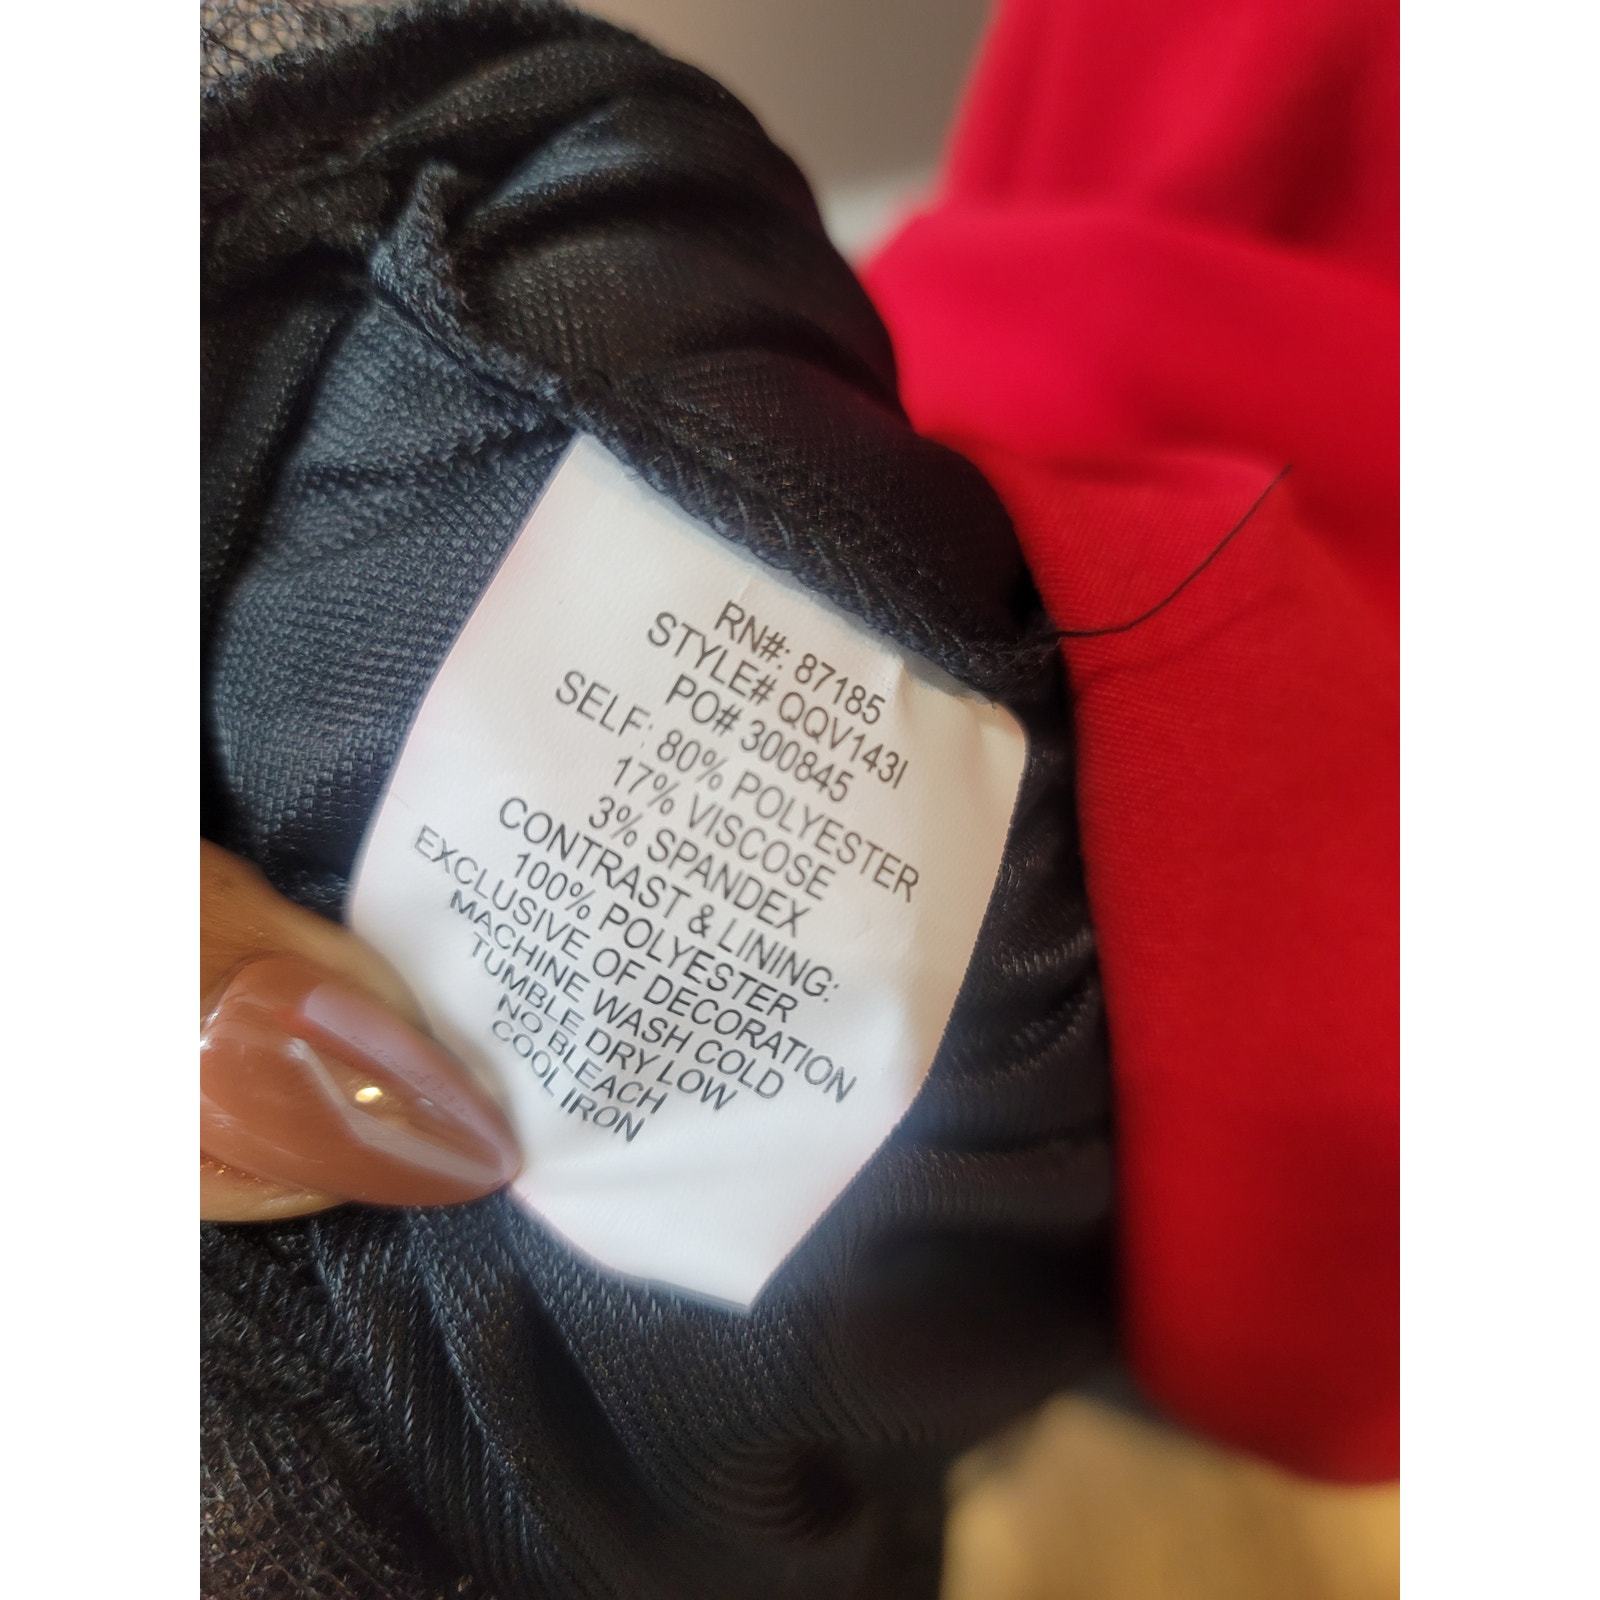 RN#: 87185
STYLE# QQV143I
PO# 300845
SELF: 80% POLYESTER
17% VISCOSE
3% SPANDEX
CONTRAST & LINING:
100% POLYESTER
EXCLUSIVE OF DECORATION
MACHINE WASH COLD
TUMBLE DRY LOW
NO BLEACH
COOL IRON